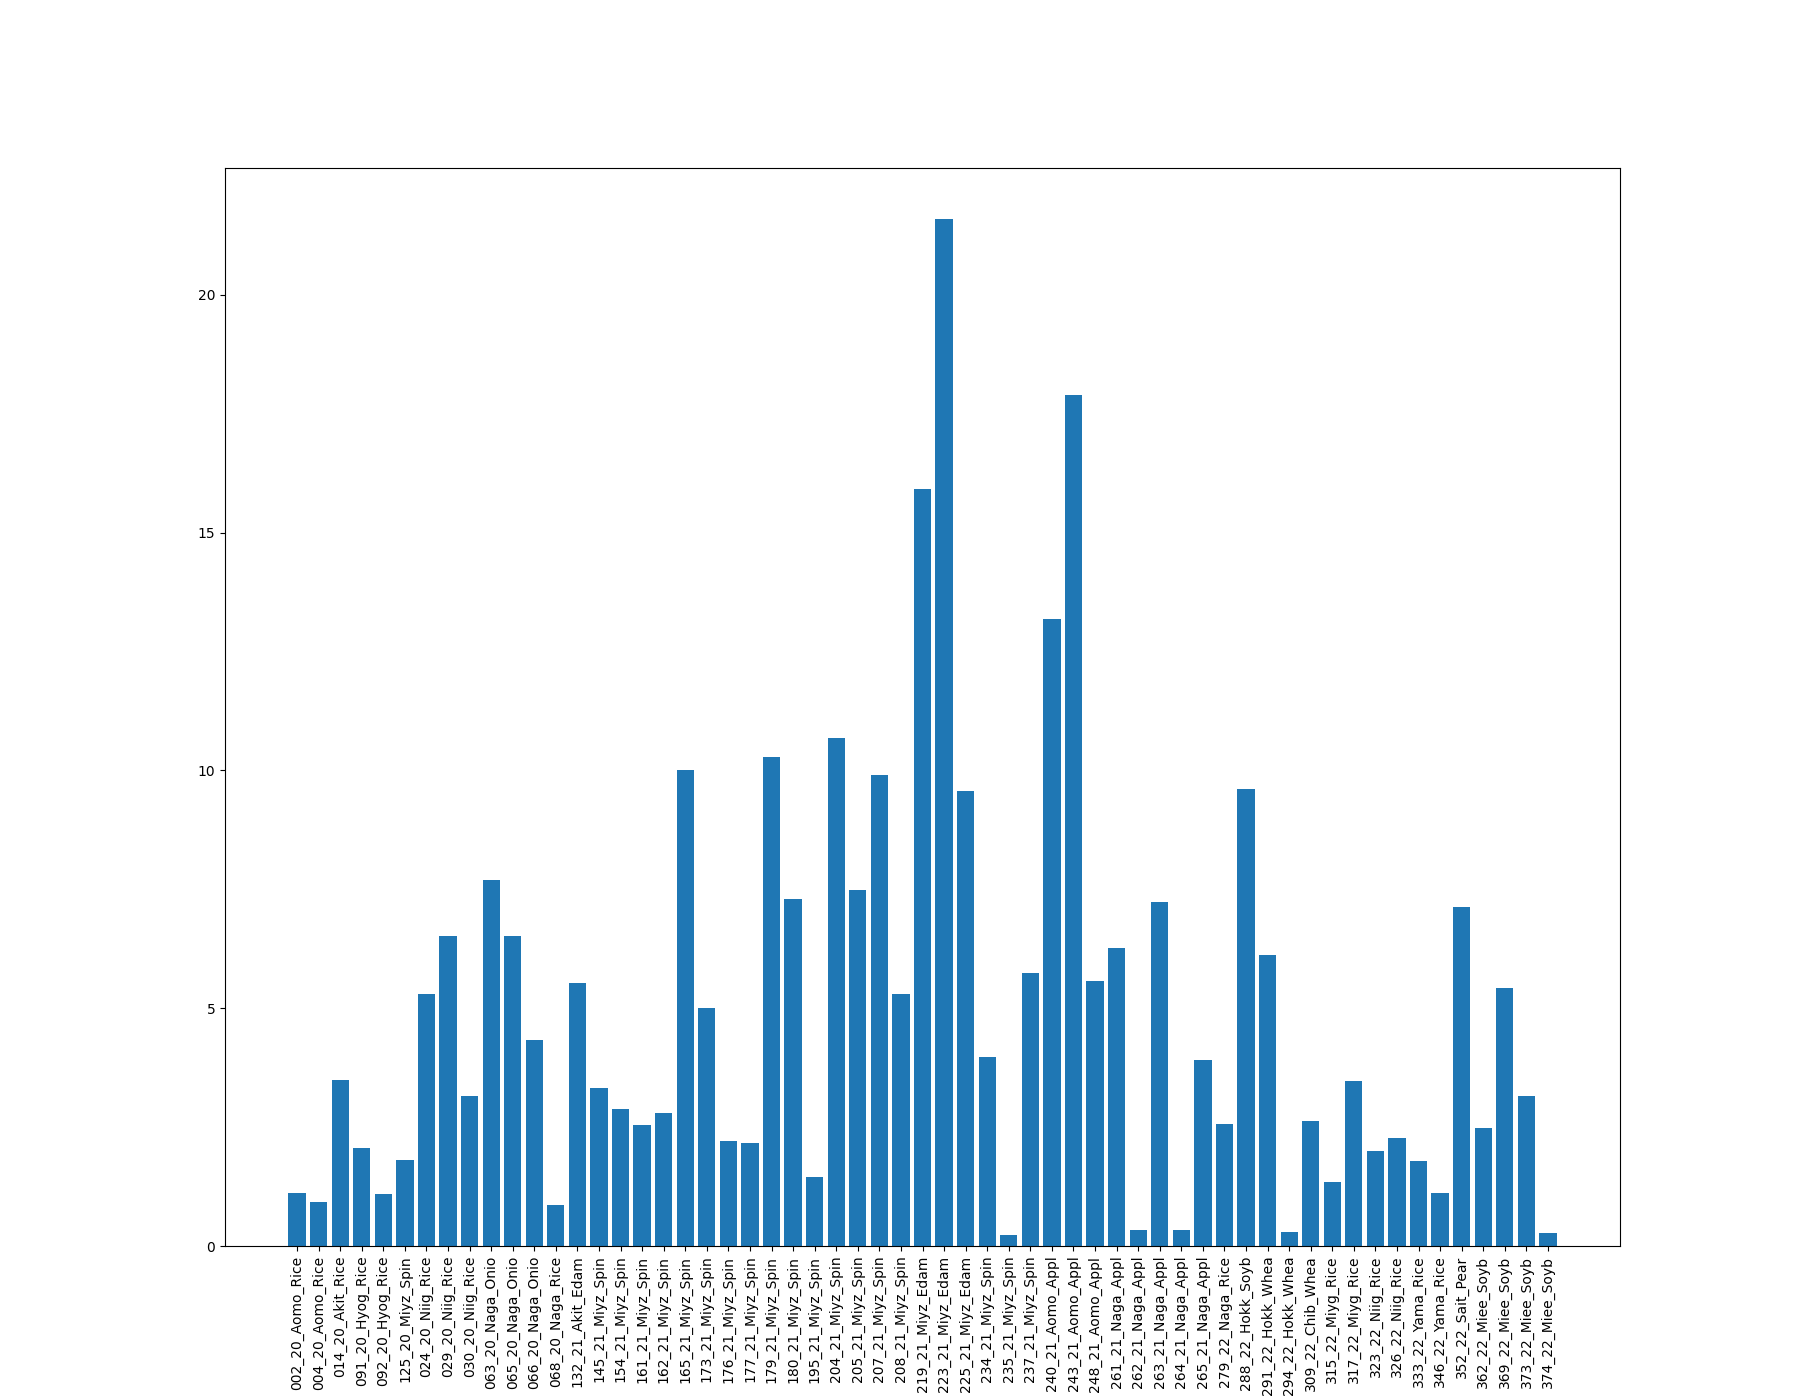 20
15
10
5
0
002_20_Aomo_Rice
004_20_Aomo_Rice
014_20_Akit_Rice
091_20_Hyog_Rice
092_20_Hyog_Rice
125_20_Miyz_Spin
024_20_Niig_Rice
029_20_Niig_Rice
030_20_Niig_Rice
063_20_Naga_Onio
065_20_Naga_Onio
066_20_Naga_Onio
068_20_Naga_Rice
132_21_Akit_Edam
145_21_Miyz_Spin
154_21_Miyz_Spin
161_21_Miyz_Spin
162_21_Miyz_Spin
165_21_Miyz_Spin
173_21_Miyz_Spin
176_21_Miyz_Spin
177_21_Miyz_Spin
179_21_Miyz_Spin
180_21_Miyz_Spin
195_21_Miyz_Spin
204_21_Miyz_Spin
205_21_Miyz_Spin
207_21_Miyz_Spin
208_21_Miyz_Spin
219_21_Miyz_Edam
223_21_Miyz_Edam
225_21_Miyz_Edam
234_21_Miyz_Spin
235_21_Miyz_Spin
237_21_Miyz_Spin
240_21_Aomo_Appl
243_21_Aomo_Appl
248_21_Aomo_Appl
261_21_Naga_Appl
262_21_Naga_Appl
263_21_Naga_Appl
264_21_Naga_Appl
265_21_Naga_Appl
279_22_Naga_Rice
288_22_Hokk_Soyb
291_22_Hokk_Whea
294_22_Hokk_Whea
309_22_Chib_Whea
315_22_Miyg_Rice
317_22_Miyg_Rice
323_22_Niig_Rice
326_22_Niig_Rice
333_22_Yama_Rice
346_22_Yama_Rice
352_22_Sait_Pear
362_22_Miee_Soyb
369_22_Miee_Soyb
373_22_Miee_Soyb
374_22_Miee_Soyb